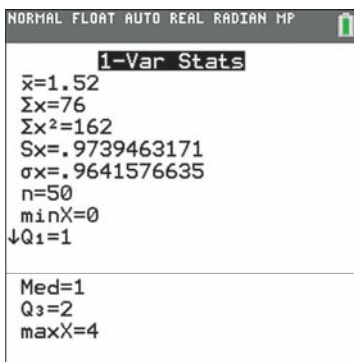 NORMAL FLOAT AUTO REAL RADIAN MP
1-Var Stats
x̄=1.52
Σx=76
Σx²=162
Sx=.9739463171
σx=.9641576635
n=50
minX=0
↓Q₁=1
Med=1
Q₃=2
maxX=4